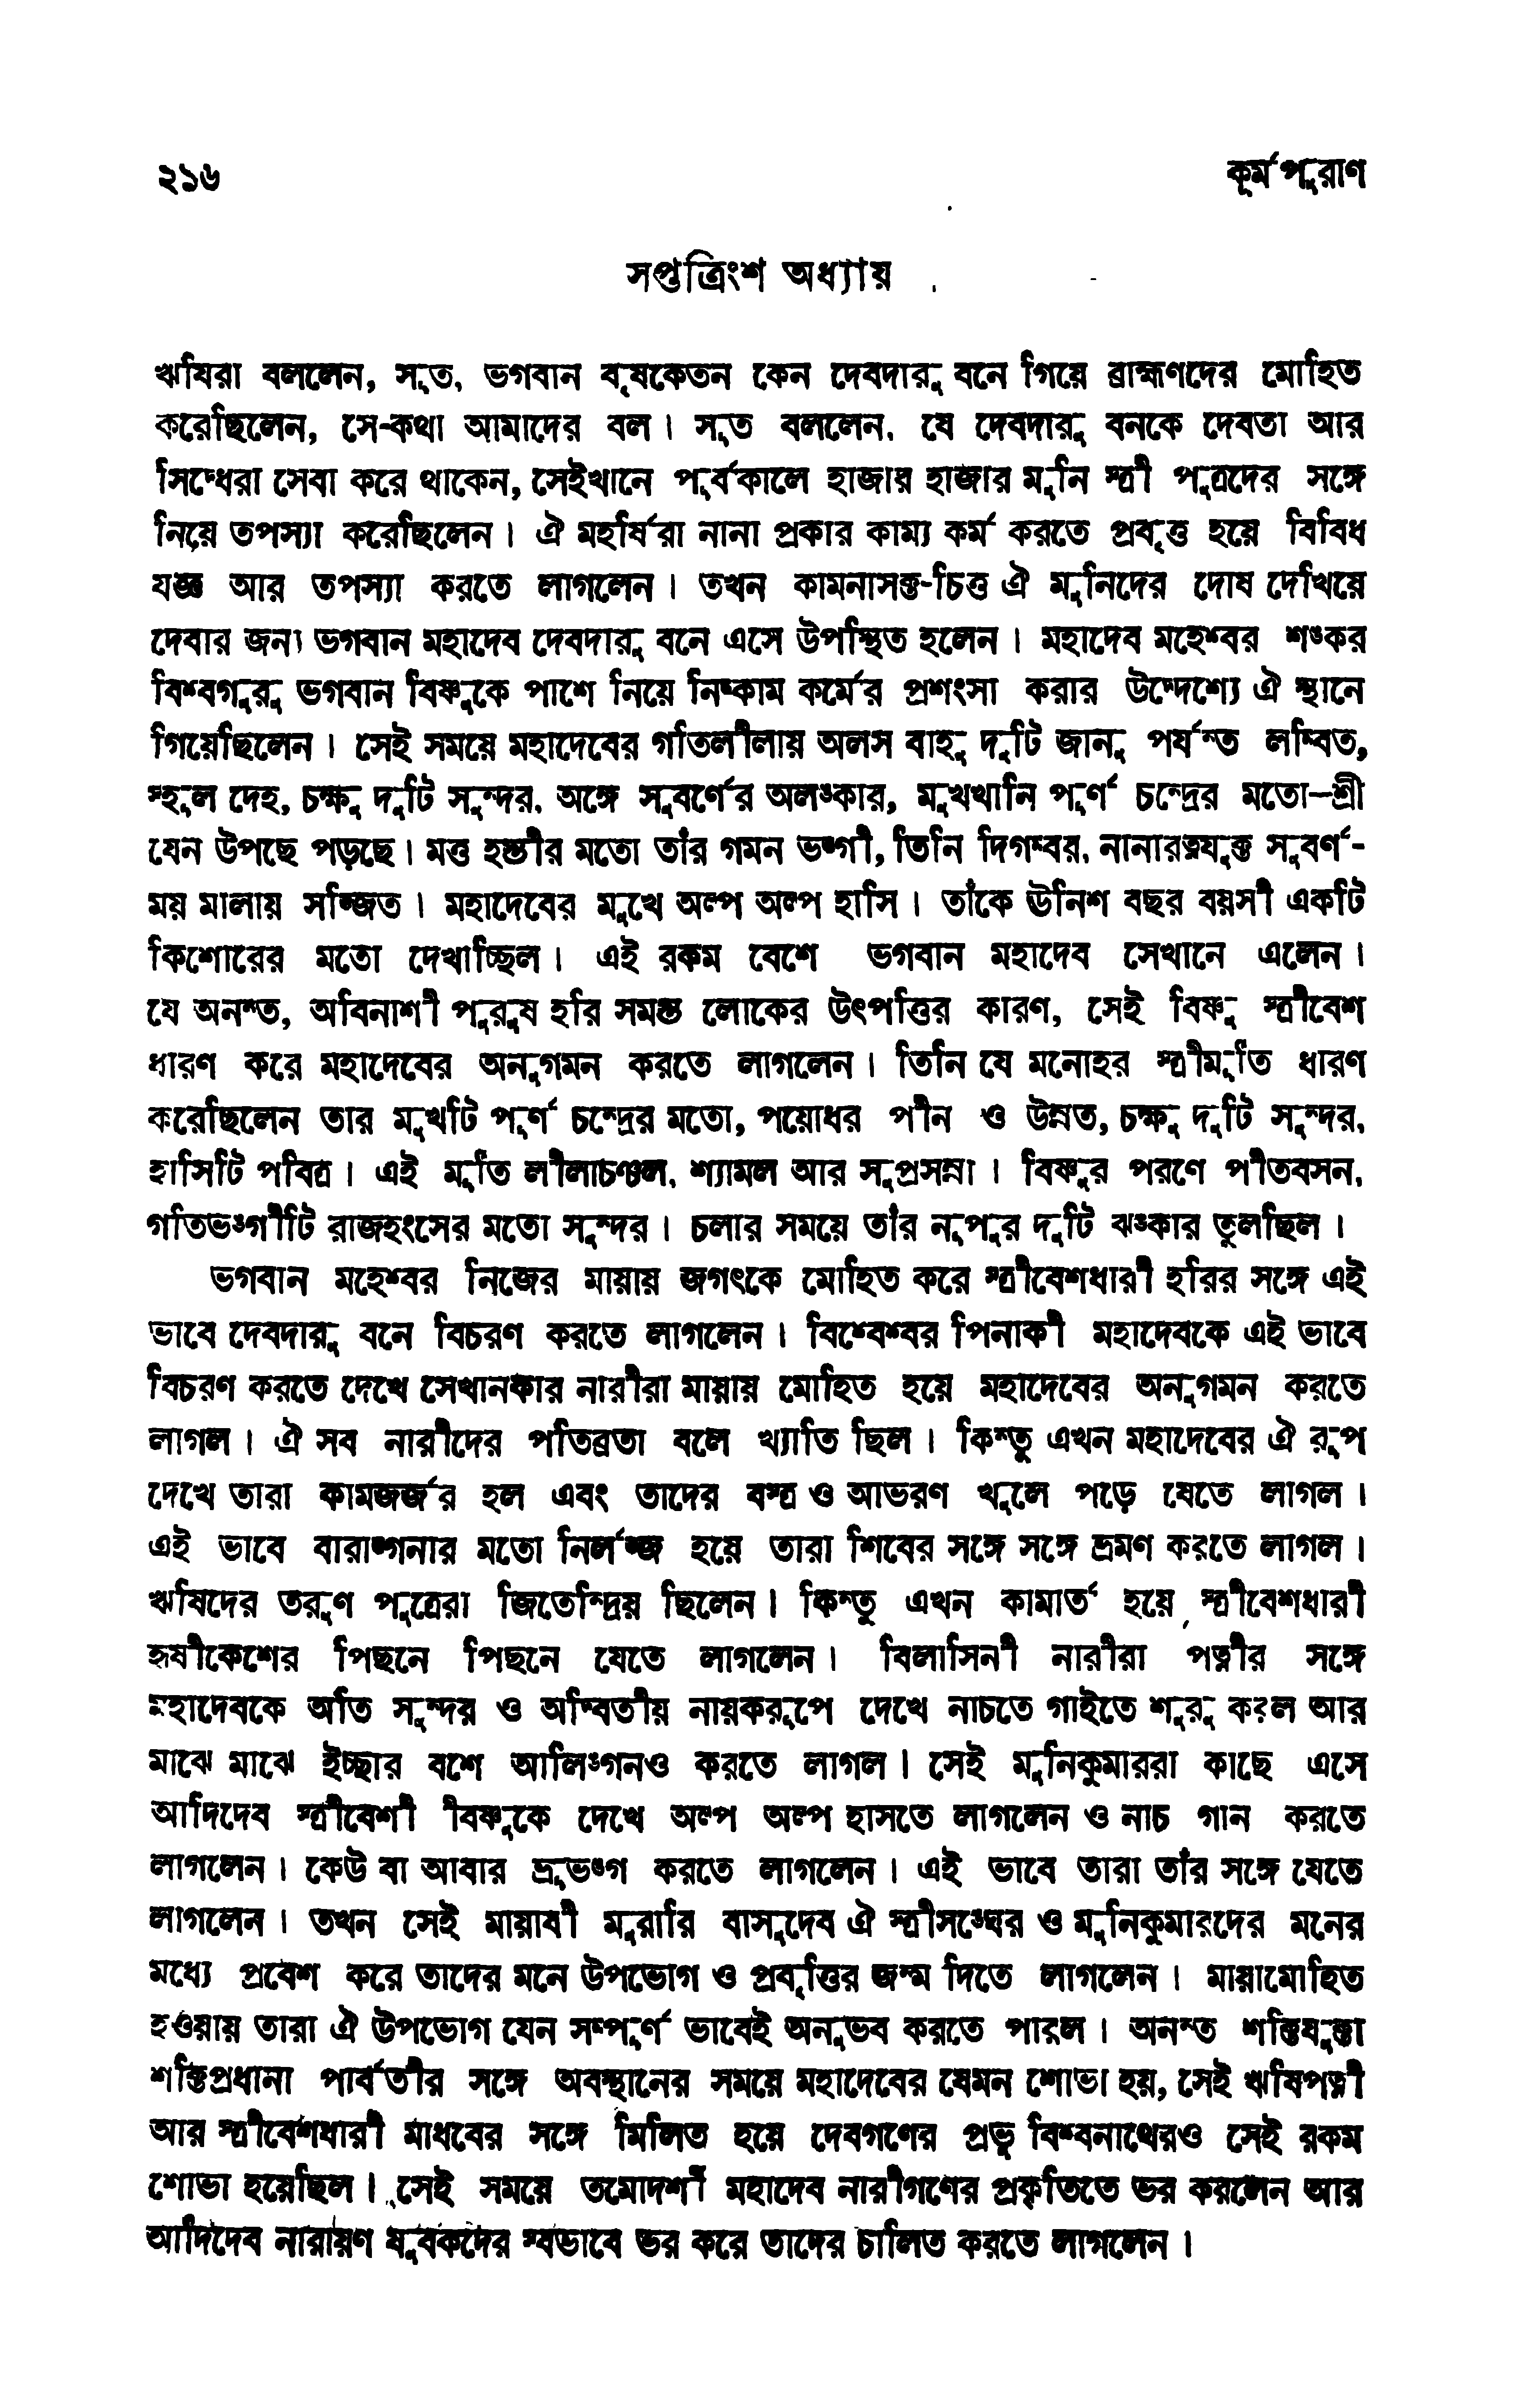 ২১৬
কূর্মপুরাণ
সপ্তত্রিংশ অধ্যায়
ঋষিরা বললেন, সূত, ভগবান বৃষকেতন কেন দেবদারু বনে গিয়ে ব্রাহ্মণদের মোহিত
করেছিলেন, সে-কথা আমাদের বল। সূত বললেন, যে দেবদারু বনকে দেবতা আর
সিদ্ধেরা সেবা করে থাকেন, সেইখানে পূর্বকালে হাজার হাজার মুনি স্ত্রী পুত্রদের সঙ্গে
নিয়ে তপস্যা করেছিলেন। ঐ মহর্ষিরা নানা প্রকার কাম্য কর্ম করতে প্রবৃত্ত হয়ে বিবিধ
যজ্ঞ আর তপস্যা করতে লাগলেন। তখন কামনাসক্ত-চিত্ত ঐ মুনিদের দোষ দেখিয়ে
দেবার জন্য ভগবান মহাদেব দেবদারু বনে এসে উপস্থিত হলেন। মহাদেব মহেশ্বর শঙ্কর
বিশ্বগুরু ভগবান বিষ্ণুকে পাশে নিয়ে নিষ্কাম কর্মের প্রশংসা করার উদ্দেশ্যে ঐ স্থানে
গিয়েছিলেন। সেই সময়ে মহাদেবের গতিলীলায় অলস বাহু দুটি জানু পর্যন্ত লম্বিত,
স্থূল দেহ, চক্ষু দুটি সুন্দর, অঙ্গে সুবর্ণের অলঙ্কার, মুখখানি পূর্ণ চন্দ্রের মতো—শ্রী
যেন উপছে পড়ছে। মত্ত হস্তীর মতো তাঁর গমন ভঙ্গী, তিনি দিগম্বর, নানারত্নযুক্ত সুবর্ণ-
ময় মালায় সজ্জিত। মহাদেবের মুখে অল্প অল্প হাসি। তাঁকে ঊনিশ বছর বয়সী একটি
কিশোরের মতো দেখাচ্ছিল। এই রকম বেশে ভগবান মহাদেব সেখানে এলেন।
যে অনন্ত, অবিনাশী পুরুষ হরি সমস্ত লোকের উৎপত্তির কারণ, সেই বিষ্ণু স্ত্রীবেশ
ধারণ করে মহাদেবের অনুগমন করতে লাগলেন। তিনি যে মনোহর স্ত্রীমূর্তি ধারণ
করেছিলেন তার মুখটি পূর্ণ চন্দ্রের মতো, পয়োধর পীন ও উন্নত, চক্ষু দুটি সুন্দর,
হাসিটি পবিত্র। এই মূর্তি লীলাচঞ্চল, শ্যামল আর সুপ্রসন্না। বিষ্ণুর পরণে পীতবসন,
গতিভঙ্গীটি রাজহংসের মতো সুন্দর। চলার সময়ে তাঁর নূপুর দুটি ঝঙ্কার তুলছিল।
ভগবান মহেশ্বর নিজের মায়ায় জগৎকে মোহিত করে স্ত্রীবেশধারী হরির সঙ্গে এই
ভাবে দেবদারু বনে বিচরণ করতে লাগলেন। বিশ্বেশ্বর পিনাকী মহাদেবকে এই ভাবে
বিচরণ করতে দেখে সেখানকার নারীরা মায়ায় মোহিত হয়ে মহাদেবের অনুগমন করতে
লাগল। ঐ সব নারীদের পতিব্রতা বলে খ্যাতি ছিল। কিন্তু এখন মহাদেবের ঐ রূপ
দেখে তারা কামজর্জর হল এবং তাদের বস্ত্র ও আভরণ খুলে পড়ে যেতে লাগল।
এই ভাবে বারাঙ্গনার মতো নির্লজ্জ হয়ে তারা শিবের সঙ্গে সঙ্গে ভ্রমণ করতে লাগল।
ঋষিদের তরুণ পুত্রেরা জিতেন্দ্রিয় ছিলেন। কিন্তু এখন কামার্ত হয়ে স্ত্রীবেশধারী
হৃষীকেশের পিছনে পিছনে যেতে লাগলেন। বিলাসিনী নারীরা পত্নীর সঙ্গে
মহাদেবকে অতি সুন্দর ও অদ্বিতীয় নায়করূপে দেখে নাচতে গাইতে শুরু করল আর
মাঝে মাঝে ইচ্ছার বশে আলিঙ্গনও করতে লাগল। সেই মুনিকুমাররা কাছে এসে
আদিদেব স্ত্রীবেশী বিষ্ণুকে দেখে অল্প অল্প হাসতে লাগলেন ও নাচ গান করতে
লাগলেন। কেউ বা আবার ভ্রূভঙ্গ করতে লাগলেন। এই ভাবে তারা তাঁর সঙ্গে যেতে
লাগলেন। তখন সেই মায়াবী মুরারি বাসুদেব ঐ স্ত্রীসঙ্ঘের ও মুনিকুমারদের মনের
মধ্যে প্রবেশ করে তাদের মনে উপভোগ ও প্রবৃত্তির জন্ম দিতে লাগলেন। মায়ামোহিত
হওয়ায় তারা ঐ উপভোগ যেন সম্পূর্ণ ভাবেই অনুভব করতে পারল। অনন্ত শক্তিযুক্তা
শক্তিপ্রধানা পার্বতীর সঙ্গে অবস্থানের সময়ে মহাদেবের যেমন শোভা হয়, সেই ঋষিপত্নী
আর স্ত্রীবেশধারী মাধবের সঙ্গে মিলিত হয়ে দেবগণের প্রভু বিশ্বনাথেরও সেই রকম
শোভা হয়েছিল। সেই সময়ে তমোদর্শী মহাদেব নারীগণের প্রকৃতিতে ভর করলেন আর
আদিদেব নারায়ণ যুবকদের স্বভাবে ভর করে তাদের চালিত করতে লাগলেন।